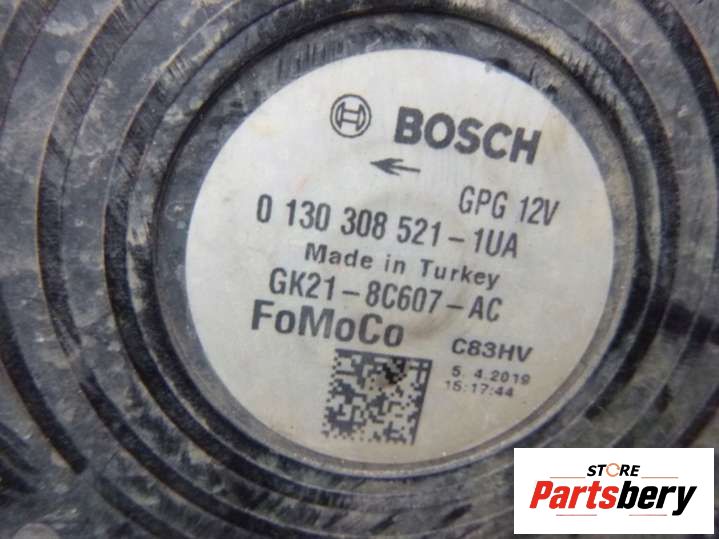 BOSCH
GPG 12V
0 130 308 521-1UA
Made in Turkey
GK21-8C607-AC
FoMoCo
C83HV
5.4.2019
15:17:44
STORE
Partsbery